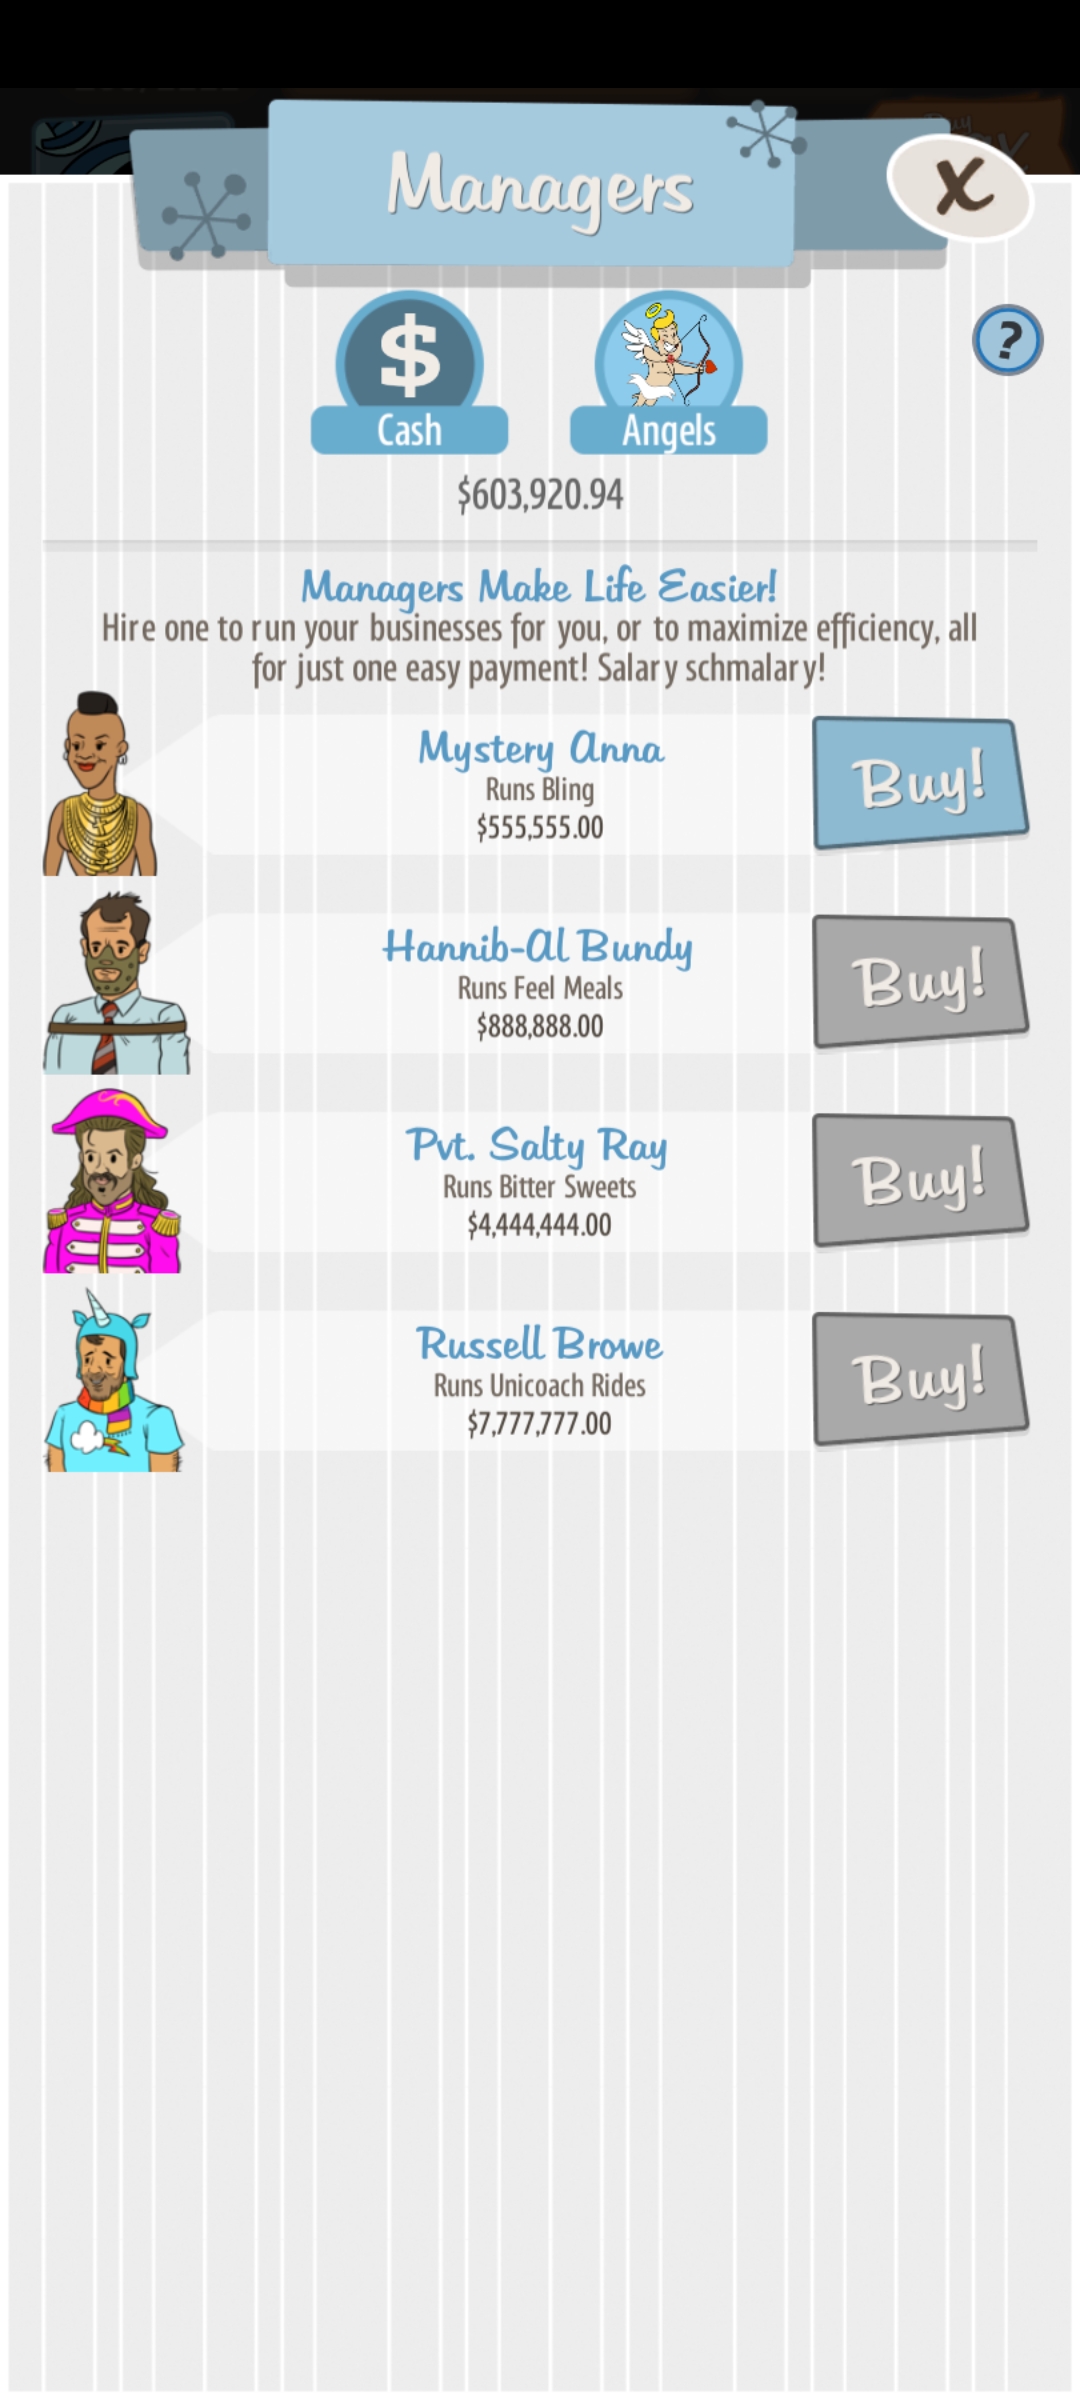 Managers
X
Cash
Angels
?
$603,920.94
Managers Make Life Easier!
Hire one to run your businesses for you, or to maximize efficiency, all
for just one easy payment! Salary schmalary!
Mystery Anna
Runs Bling
$555,555.00
Buy!
Hannib-Al Bundy
Runs Feel Meals
$888,888.00
Buy!
Pvt. Salty Ray
Runs Bitter Sweets
$4,444,444.00
Buy!
Russell Browe
Runs Unicoach Rides
$7,777,777.00
Buy!